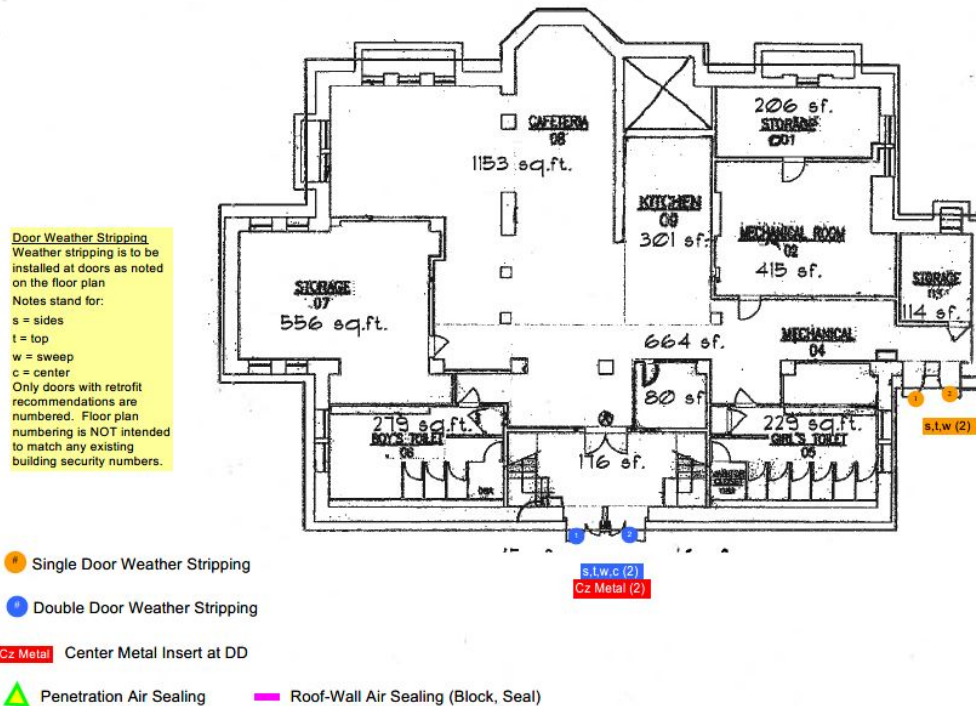 206 sf.
STORAGE
01
CAFETERIA
08
1153 sq.ft.
KITCHEN
09
301 sf.
MECHANICAL ROOM
02
415 sf.
STORAGE
03
114 sf.
Door Weather Stripping
Weather stripping is to be
installed at doors as noted
on the floor plan
Notes stand for:
s = sides
t = top
w = sweep
c = center
Only doors with retrofit
recommendations are
numbered. Floor plan
numbering is NOT intended
to match any existing
building security numbers.
STORAGE
07
556 sq.ft.
664 sf.
MECHANICAL
04
80 sf.
1
2
s,t,w (2)
279 sq.ft.
BOY'S TOILET
06
176 sf.
229 sq.ft.
GIRL'S TOILET
05
1
2
s,t,w,c (2)
Cz Metal (2)
# Single Door Weather Stripping
# Double Door Weather Stripping
Cz Metal Center Metal Insert at DD
Penetration Air Sealing
Roof-Wall Air Sealing (Block, Seal)